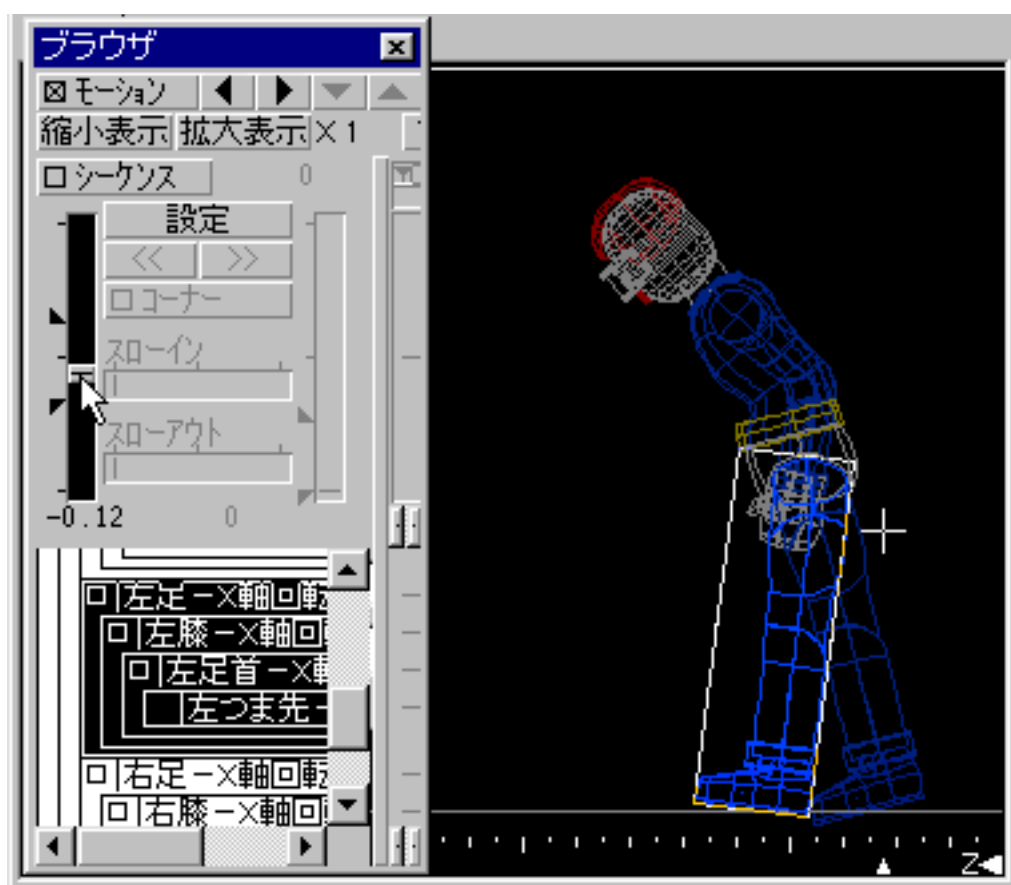 ブラウザ
モーション
縮小表示 拡大表示 × 1
シーケンス 0
設定
<< >>
コーナー
スローイン
スローアウト
-0.12 0
左足-X軸回転
左膝-X軸回
左足首-X軸
左つま先-
右足-X軸回転
右膝-X軸回
Z